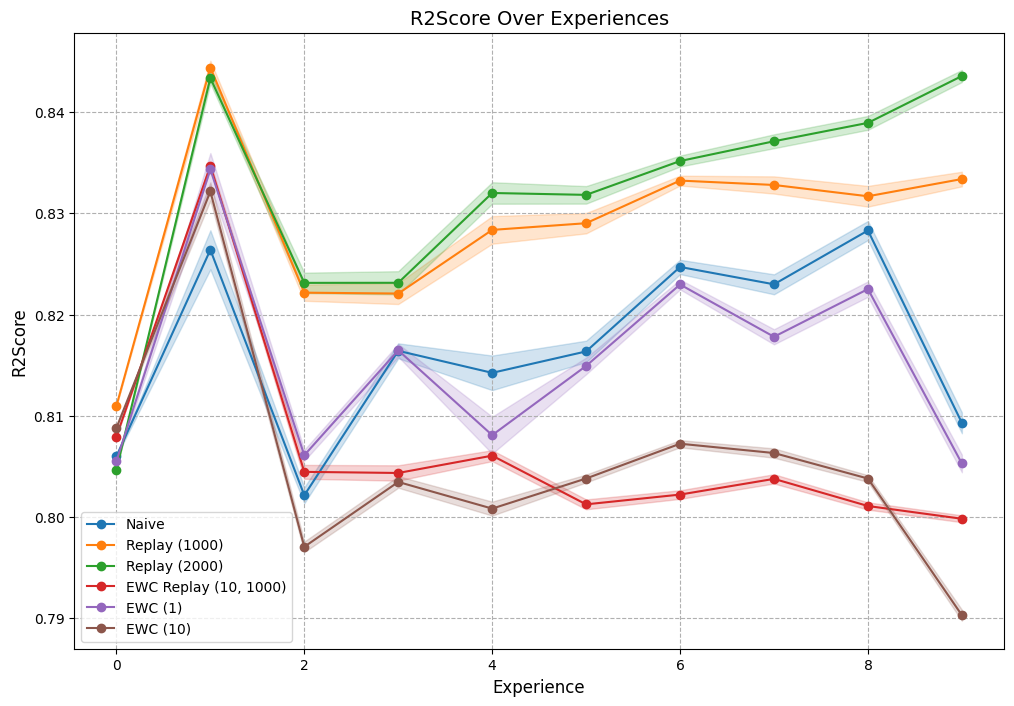 R2Score Over Experiences
R2Score
0.84
0.83
0.82
0.81
0.80
0.79
Naive
Replay (1000)
Replay (2000)
EWC Replay (10, 1000)
EWC (1)
EWC (10)
0 2 4 6 8
Experience